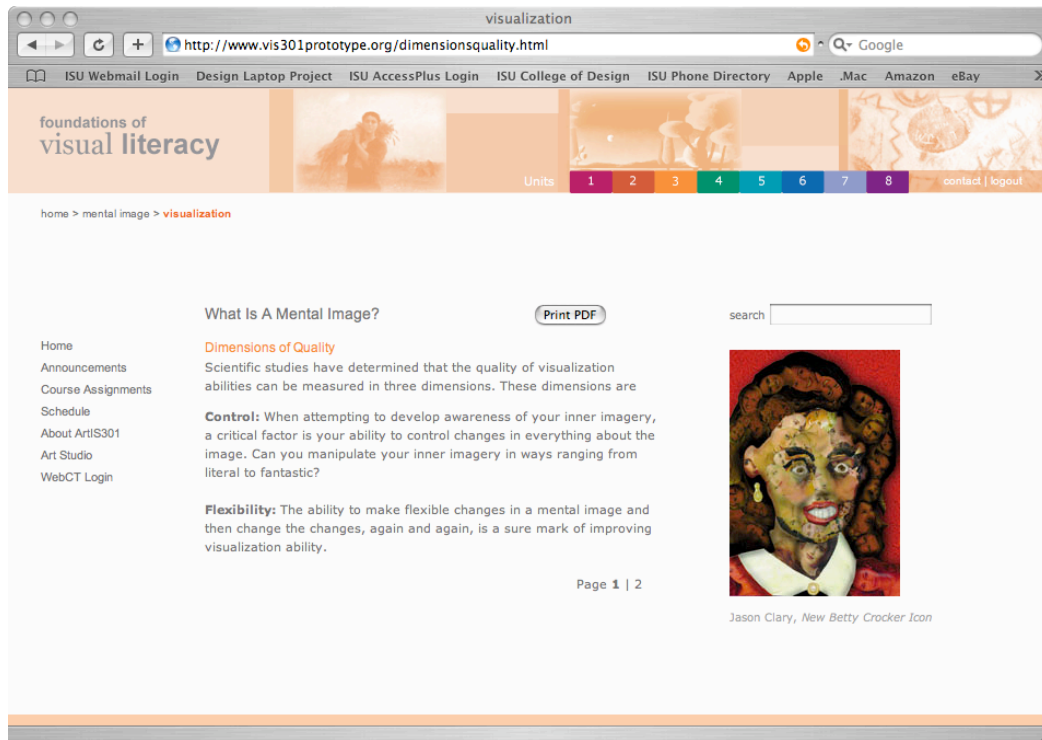 visualization
http://www.vis301prototype.org/dimensionsquality.html
Google
ISU Webmail Login Design Laptop Project ISU AccessPlus Login ISU College of Design ISU Phone Directory Apple .Mac Amazon eBay
foundations of
visual literacy
Units 1 2 3 4 5 6 7 8 contact | logout
home > mental image > visualization
What Is A Mental Image? Print PDF search
Home
Announcements
Course Assignments
Schedule
About ArtIS301
Art Studio
WebCT Login
Dimensions of Quality
Scientific studies have determined that the quality of visualization
abilities can be measured in three dimensions. These dimensions are
Control: When attempting to develop awareness of your inner imagery,
a critical factor is your ability to control changes in everything about the
image. Can you manipulate your inner imagery in ways ranging from
literal to fantastic?
Flexibility: The ability to make flexible changes in a mental image and
then change the changes, again and again, is a sure mark of improving
visualization ability.
Page 1 | 2
Jason Clary, New Betty Crocker Icon